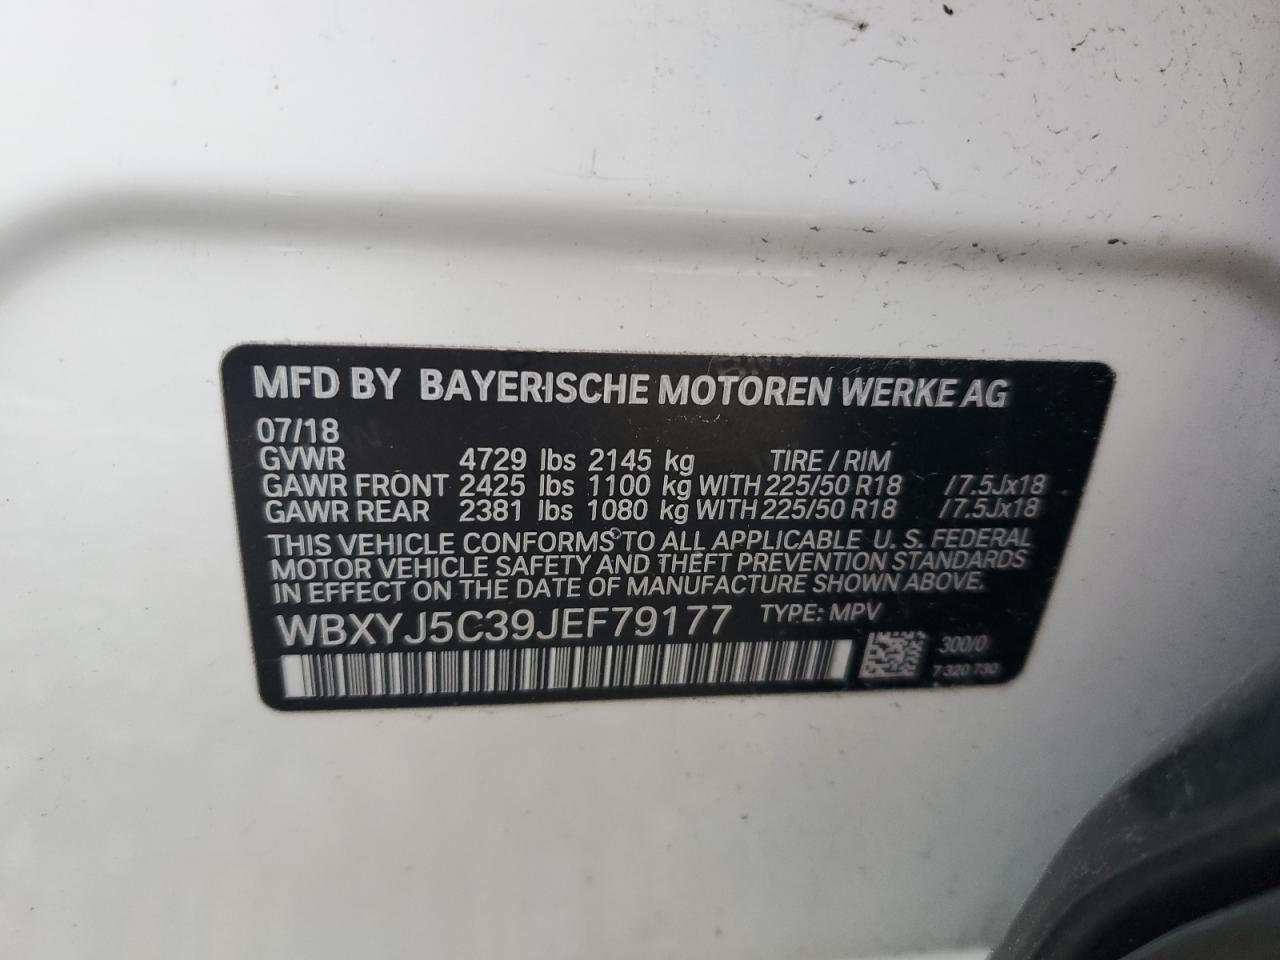 MFD BY BAYERISCHE MOTOREN WERKE AG
07/18
GVWR 4729 lbs 2145 kg TIRE / RIM
GAWR FRONT 2425 lbs 1100 kg WITH 225/50 R18 /7.5Jx18
GAWR REAR 2381 lbs 1080 kg WITH 225/50 R18 /7.5Jx18
THIS VEHICLE CONFORMS TO ALL APPLICABLE U. S. FEDERAL
MOTOR VEHICLE SAFETY AND THEFT PREVENTION STANDARDS
IN EFFECT ON THE DATE OF MANUFACTURE SHOWN ABOVE.
WBXYJ5C39JEF79177 TYPE: MPV
300/0
7 320 730